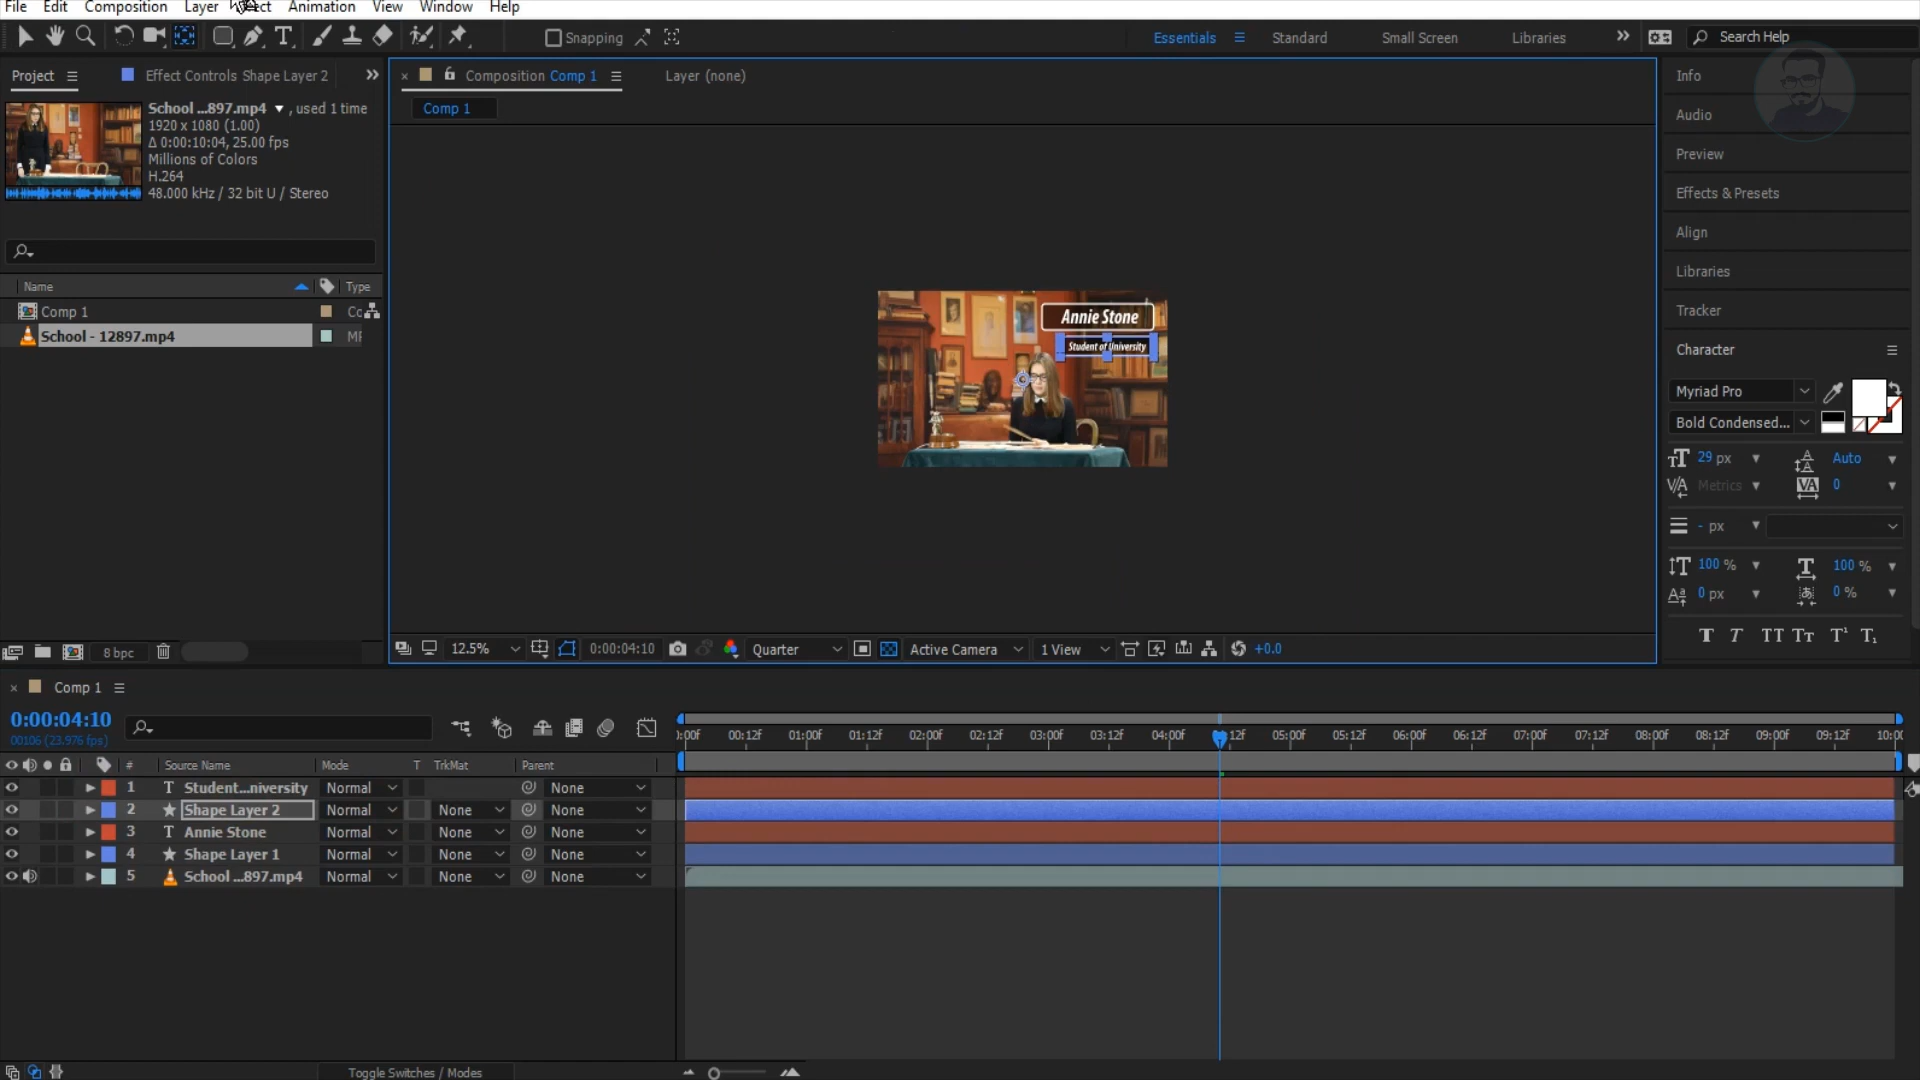 File Edit Composition Layer Effect Animation View Window Help
Snapping Essentials Standard Small Screen Libraries Search Help
Project Effect Controls Shape Layer 2 Composition Comp 1 Layer (none) Info
School ...897.mp4 , used 1 time
1920 x 1080 (1.00)
Δ 0:00:10:04, 25.00 fps
Millions of Colors
H.264
48.000 kHz / 32 bit U / Stereo
Comp 1
Audio
Preview
Effects & Presets
Align
Libraries
Tracker
Character
Name Type
Comp 1 Co
School - 12897.mp4 MP
Annie Stone
Student of University
Myriad Pro
Bold Condensed...
29 px Auto
Metrics 0
- px
100 % 100 %
0 px 0 %
T T TT Tт T¹ T₁
8 bpc 12.5% 0:00:04:10 Quarter Active Camera 1 View +0.0
Comp 1
0:00:04:10
00106 (23.976 fps)
:00f 00:12f 01:00f 01:12f 02:00f 02:12f 03:00f 03:12f 04:00f 12f 05:00f 05:12f 06:00f 06:12f 07:00f 07:12f 08:00f 08:12f 09:00f 09:12f 10:00
# Source Name Mode T TrkMat Parent
1 T Student...niversity Normal None
2 Shape Layer 2 Normal None None
3 T Annie Stone Normal None None
4 Shape Layer 1 Normal None None
5 School ...897.mp4 Normal None None
Toggle Switches / Modes